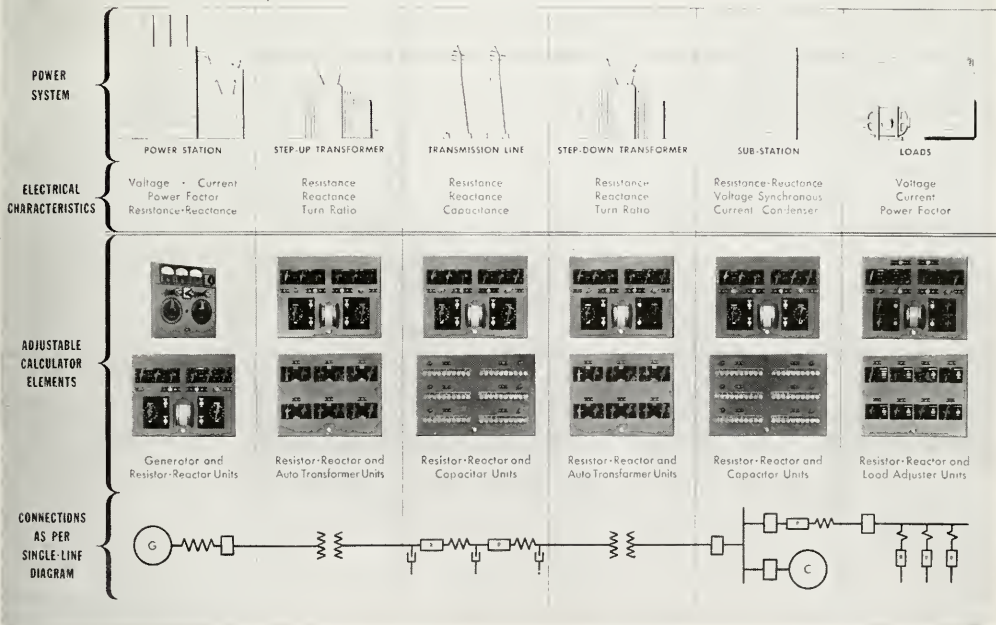 POWER
SYSTEM
POWER STATION
STEP-UP TRANSFORMER
TRANSMISSION LINE
STEP-DOWN TRANSFORMER
SUB-STATION
LOADS
ELECTRICAL
CHARACTERISTICS
Voltage · Current
Power Factor
Resistance-Reactance
Resistance
Reactance
Turn Ratio
Resistance
Reactance
Capacitance
Resistance
Reactance
Turn Ratio
Resistance-Reactance
Voltage Synchronous
Current Condenser
Voltage
Current
Power Factor
ADJUSTABLE
CALCULATOR
ELEMENTS
Generator and
Resistor-Reactor Units
Resistor-Reactor and
Auto Transformer Units
Resistor-Reactor and
Capacitor Units
Resistor-Reactor and
Auto Transformer Units
Resistor-Reactor and
Capacitor Units
Resistor-Reactor and
Load Adjuster Units
CONNECTIONS
AS PER
SINGLE-LINE
DIAGRAM
G
C